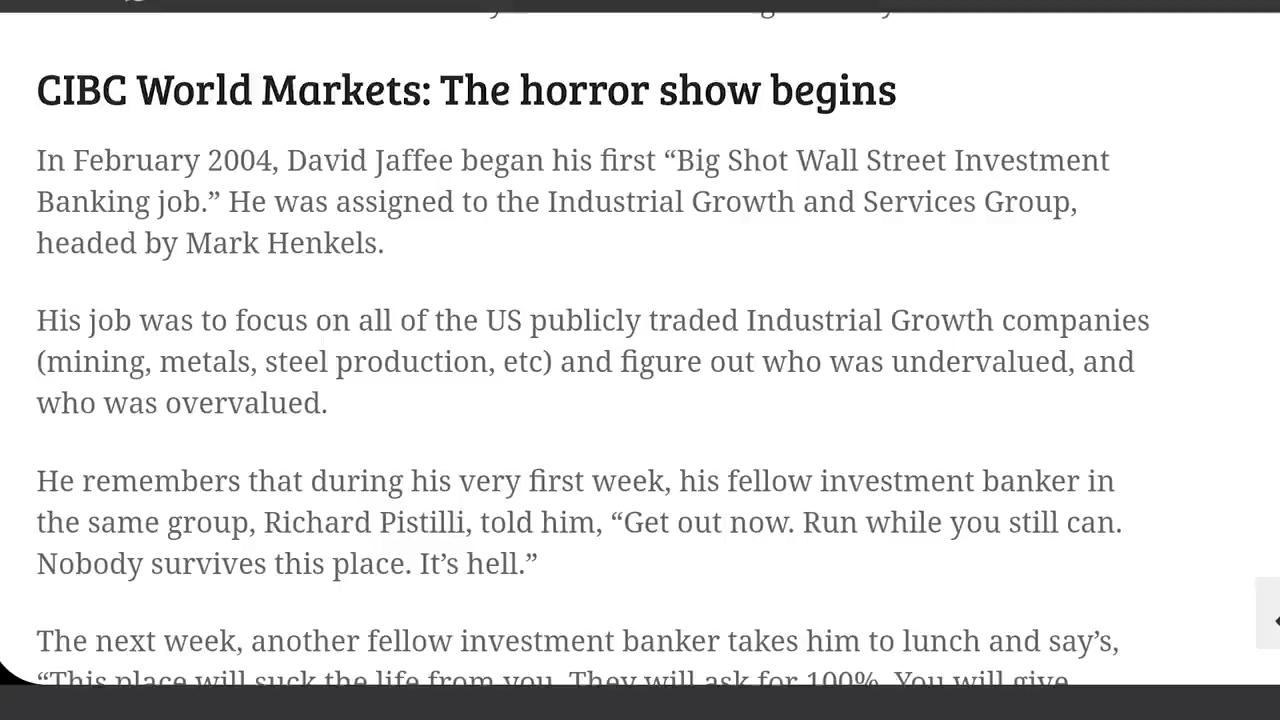 CIBC World Markets: The horror show begins
In February 2004, David Jaffee began his first “Big Shot Wall Street Investment
Banking job.” He was assigned to the Industrial Growth and Services Group,
headed by Mark Henkels.
His job was to focus on all of the US publicly traded Industrial Growth companies
(mining, metals, steel production, etc) and figure out who was undervalued, and
who was overvalued.
He remembers that during his very first week, his fellow investment banker in
the same group, Richard Pistilli, told him, “Get out now. Run while you still can.
Nobody survives this place. It’s hell.”
The next week, another fellow investment banker takes him to lunch and say’s,
“This place will suck the life from you. They will ask for 100%. You will give